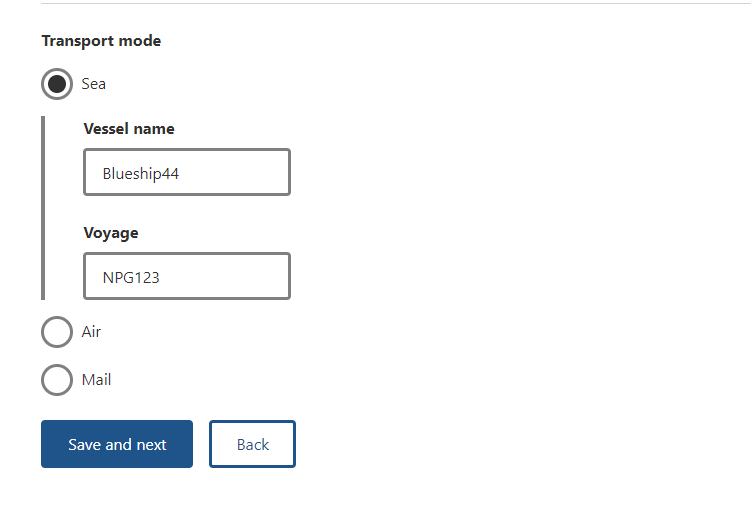 Transport mode
Sea
Vessel name
Blueship44
Voyage
NPG123
Air
Mail
Save and next
Back